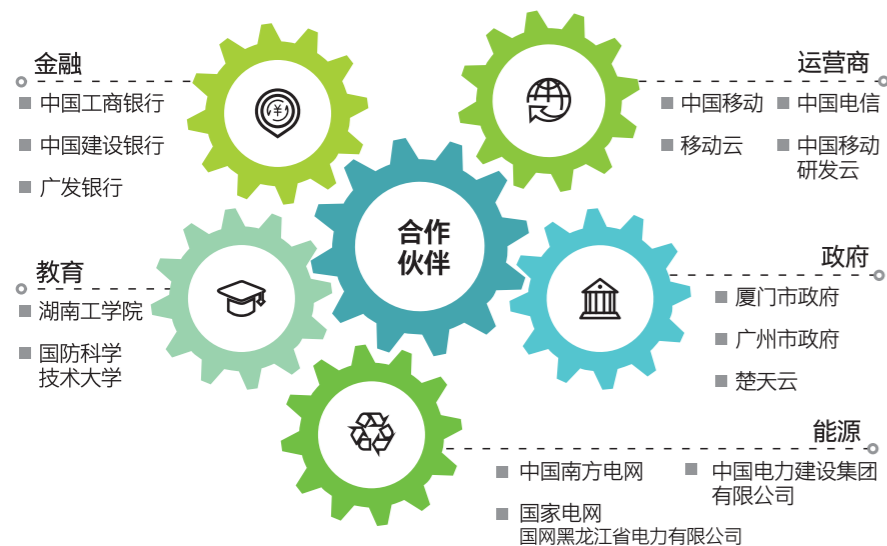 金融
中国工商银行
中国建设银行
广发银行
运营商
中国移动
中国电信
移动云
中国移动
研发云
合作
伙伴
教育
湖南工学院
国防科学
技术大学
政府
厦门市政府
广州市政府
楚天云
能源
中国南方电网
中国电力建设集团
有限公司
国家电网
国网黑龙江省电力有限公司